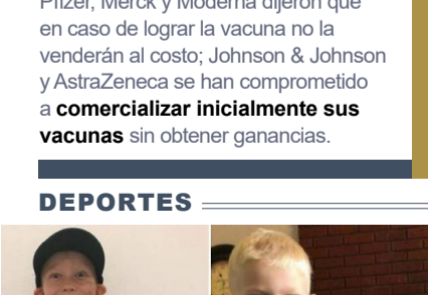 Pfizer, Merck y Moderna dijeron que
en caso de lograr la vacuna no la
venderán al costo; Johnson & Johnson
y AstraZeneca se han comprometido
a comercializar inicialmente sus
vacunas sin obtener ganancias.
DEPORTES